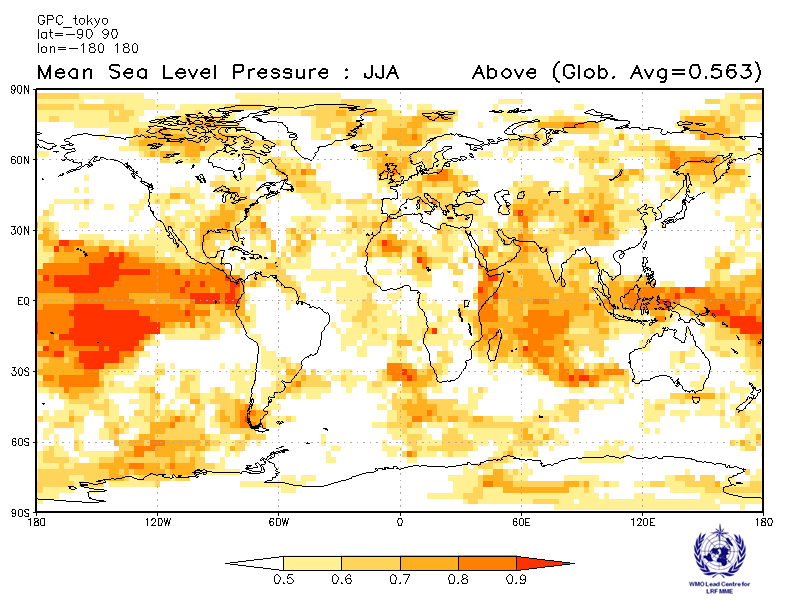 GPC_tokyo
lat=-90 90
lon=-180 180
Mean Sea Level Pressure : JJA Above (Glob. Avg=0.563)
90N
60N
30N
EQ
30S
60S
90S
180 120W 60W 0 60E 120E 180
0.5 0.6 0.7 0.8 0.9
WMO Lead Centre for
LRF MME